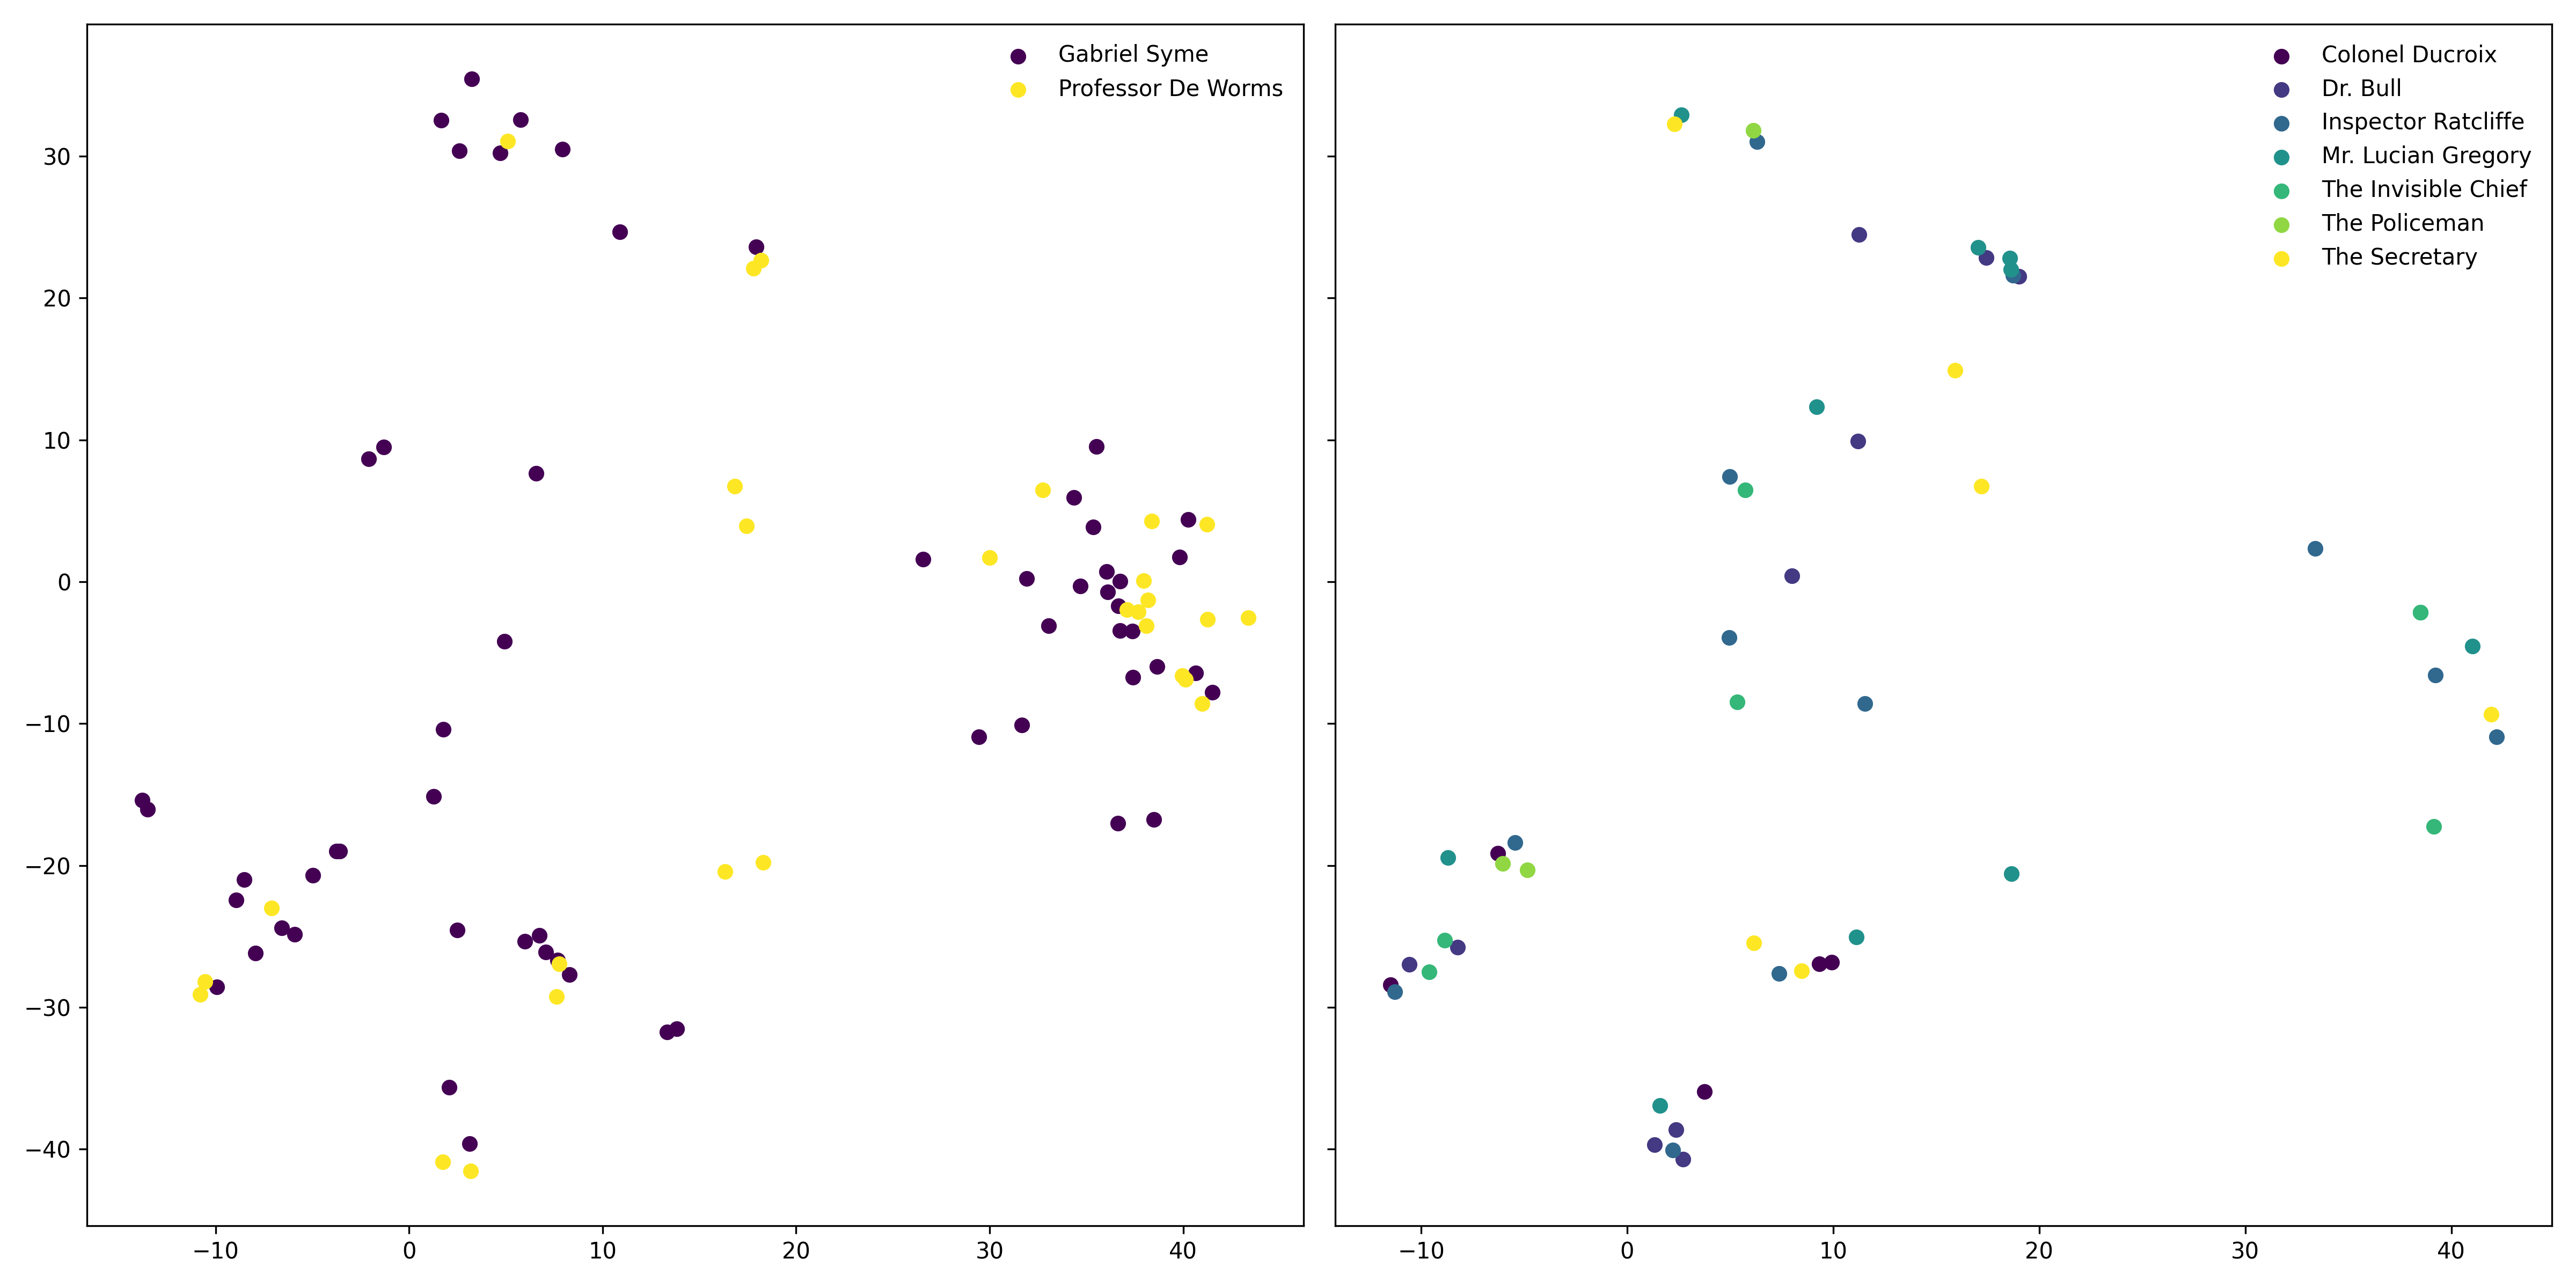 Gabriel Syme
Professor De Worms
30
20
10
0
−10
−20
−30
−40
−10 0 10 20 30 40
Colonel Ducroix
Dr. Bull
Inspector Ratcliffe
Mr. Lucian Gregory
The Invisible Chief
The Policeman
The Secretary
−10 0 10 20 30 40